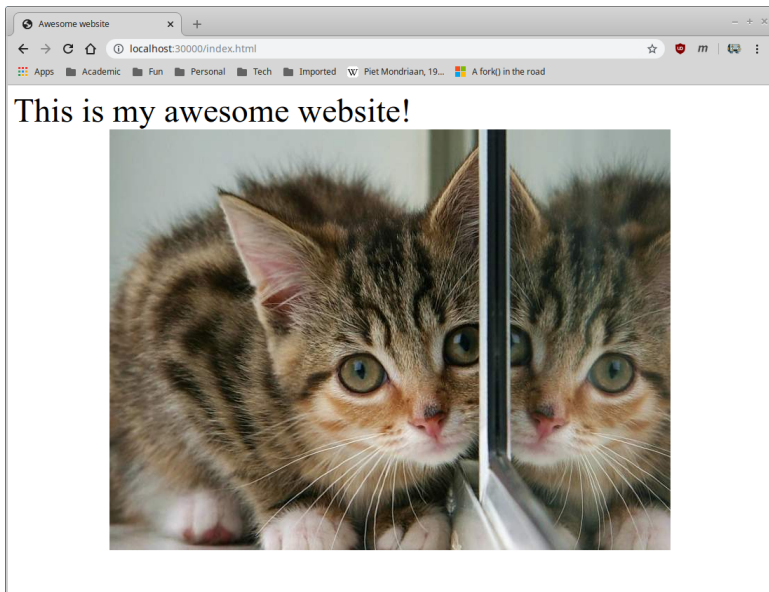 Awesome website
localhost:30000/index.html
Apps Academic Fun Personal Tech Imported Piet Mondriaan, 19... A fork() in the road
This is my awesome website!